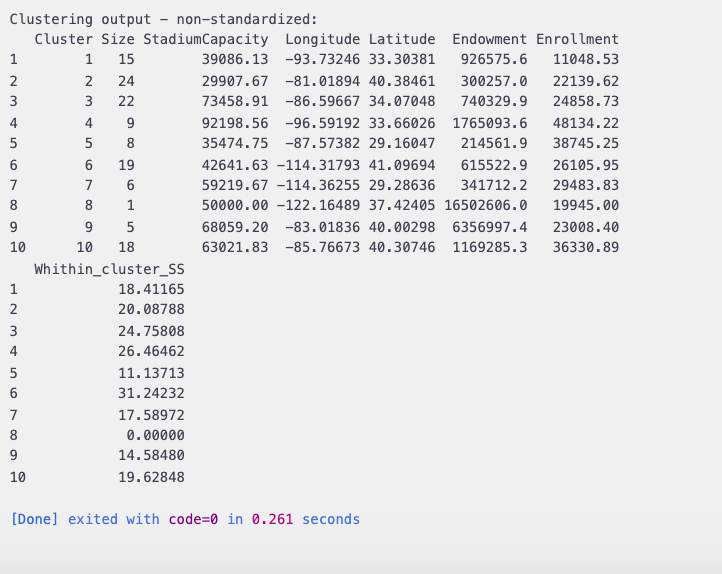 Clustering output - non-standardized:
   Cluster Size StadiumCapacity  Longitude Latitude  Endowment Enrollment
1        1   15        39086.13  -93.73246 33.30381   926575.6   11048.53
2        2   24        29907.67  -81.01894 40.38461   300257.0   22139.62
3        3   22        73458.91  -86.59667 34.07048   740329.9   24858.73
4        4    9        92198.56  -96.59192 33.66026  1765093.6   48134.22
5        5    8        35474.75  -87.57382 29.16047   214561.9   38745.25
6        6   19        42641.63 -114.31793 41.09694   615522.9   26105.95
7        7    6        59219.67 -114.36255 29.28636   341712.2   29483.83
8        8    1        50000.00 -122.16489 37.42405 16502606.0   19945.00
9        9    5        68059.20  -83.01836 40.00298  6356997.4   23008.40
10      10   18        63021.83  -85.76673 40.30746  1169285.3   36330.89
   Whithin_cluster_SS
1            18.41165
2            20.08788
3            24.75808
4            26.46462
5            11.13713
6            31.24232
7            17.58972
8             0.00000
9            14.58480
10           19.62848
[Done] exited with code=0 in 0.261 seconds